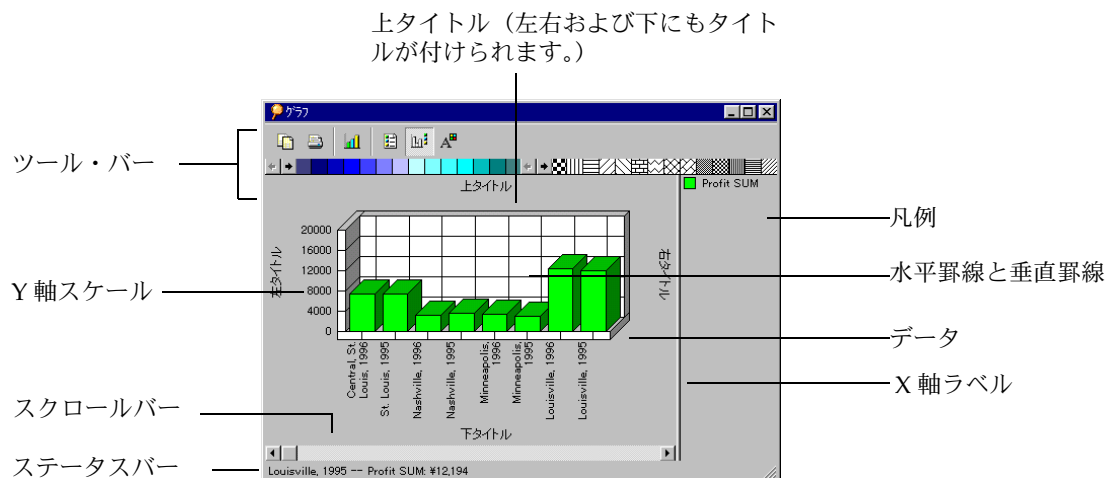 上タイトル（左右および下にもタイト
ルが付けられます。）
グラフ
ツール・バー
上タイトル
Profit SUM
凡例
水平罫線と垂直罫線
Y 軸スケール
左タイトル
右タイトル
20000
16000
12000
8000
4000
0
データ
X 軸ラベル
Central, St.
Louis, 1996
St. Louis, 1995
Nashville, 1996
Nashville, 1995
Minneapolis,
1996
Minneapolis,
1995
Louisville, 1996
Louisville, 1995
スクロールバー
下タイトル
ステータスバー
Louisville, 1995 -- Profit SUM: ¥12,194